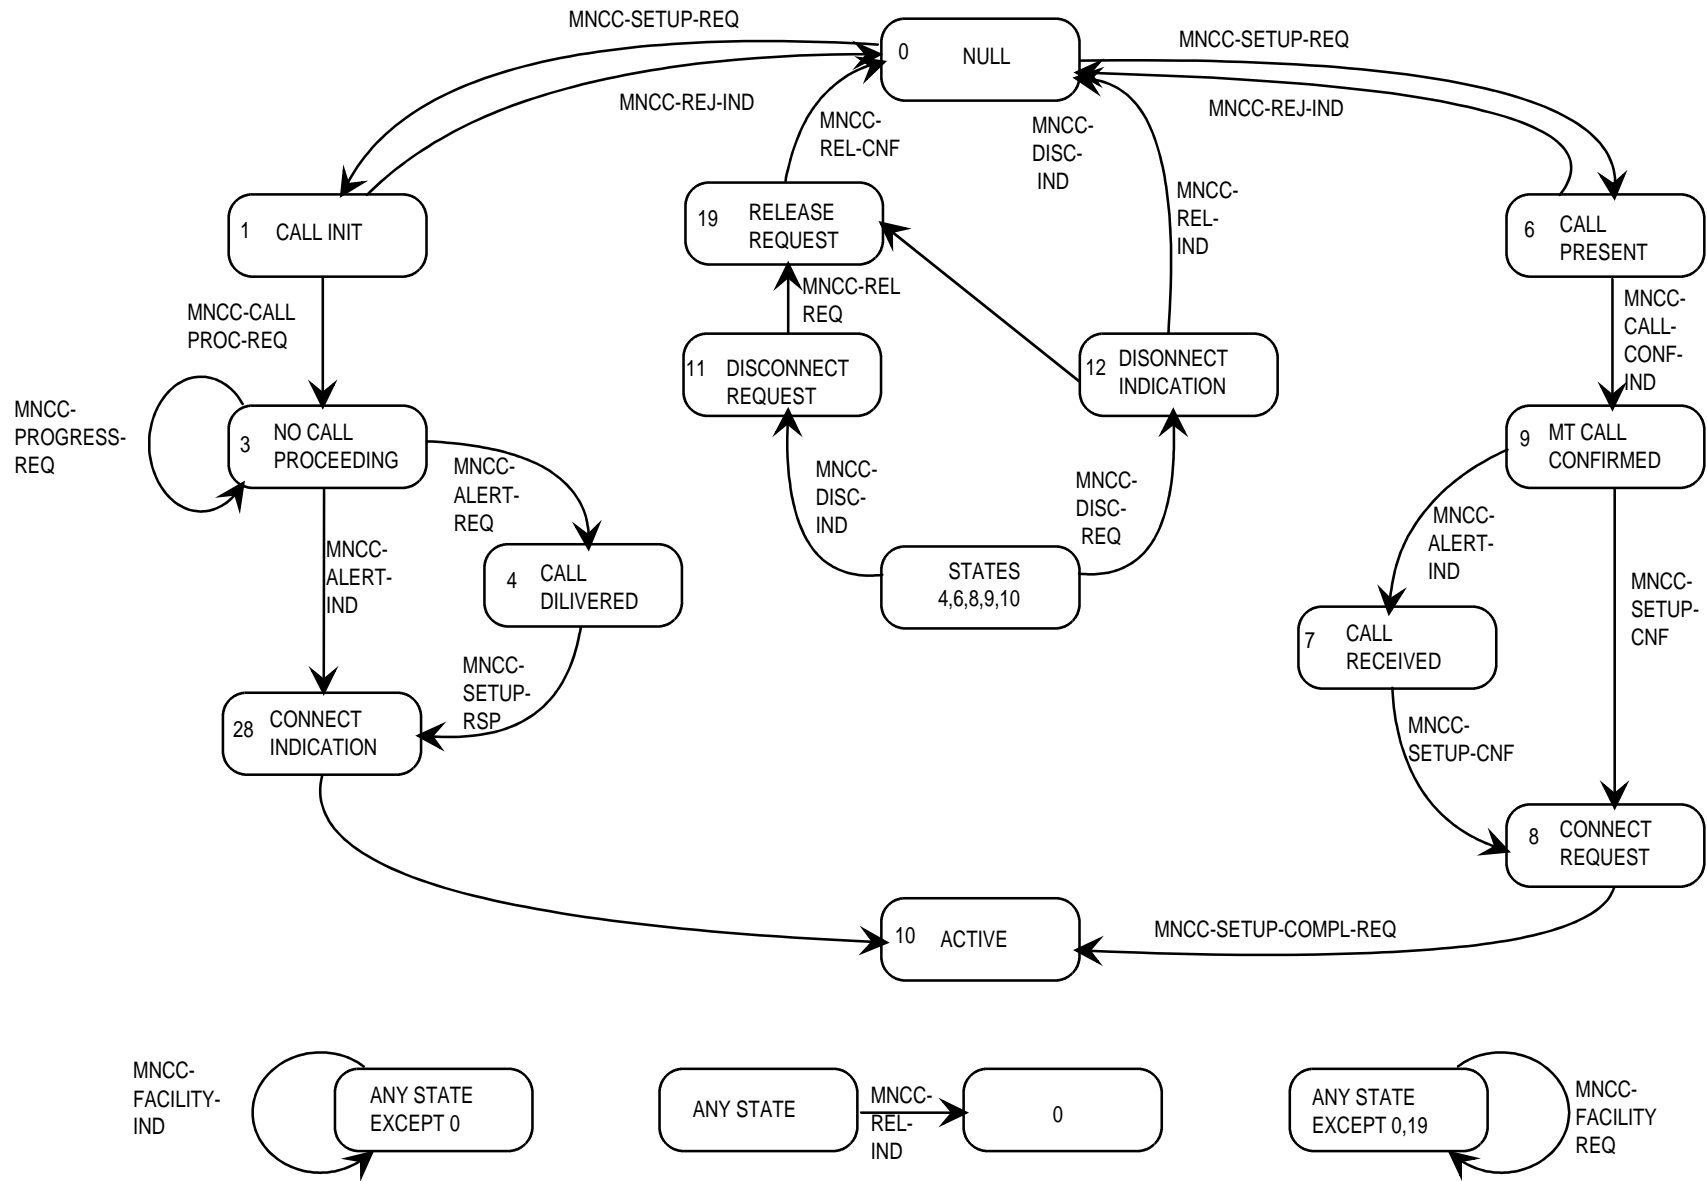 MNCC-SETUP-REQ
0 NULL
MNCC-SETUP-REQ
MNCC-REJ-IND
MNCC-REJ-IND
MNCC-
REL-CNF
MNCC-
DISC-
IND
MNCC-
REL-
IND
1 CALL INIT
19 RELEASE
REQUEST
6 CALL
PRESENT
MNCC-CALL
PROC-REQ
MNCC-REL
REQ
MNCC-
CALL-
CONF-
IND
11 DISCONNECT
REQUEST
12 DISONNECT
INDICATION
MNCC-
PROGRESS-
REQ
3 NO CALL
PROCEEDING
9 MT CALL
CONFIRMED
MNCC-
ALERT-
REQ
MNCC-
DISC-
IND
MNCC-
DISC-
REQ
MNCC-
ALERT-
IND
MNCC-
ALERT-
IND
4 CALL
DILIVERED
STATES
4,6,8,9,10
MNCC-
SETUP-
CNF
7 CALL
RECEIVED
MNCC-
SETUP-
RSP
28 CONNECT
INDICATION
MNCC-
SETUP-CNF
8 CONNECT
REQUEST
10 ACTIVE
MNCC-SETUP-COMPL-REQ
MNCC-
FACILITY-
IND
ANY STATE
EXCEPT 0
ANY STATE
MNCC-
REL-
IND
0
ANY STATE
EXCEPT 0,19
MNCC-
FACILITY
REQ